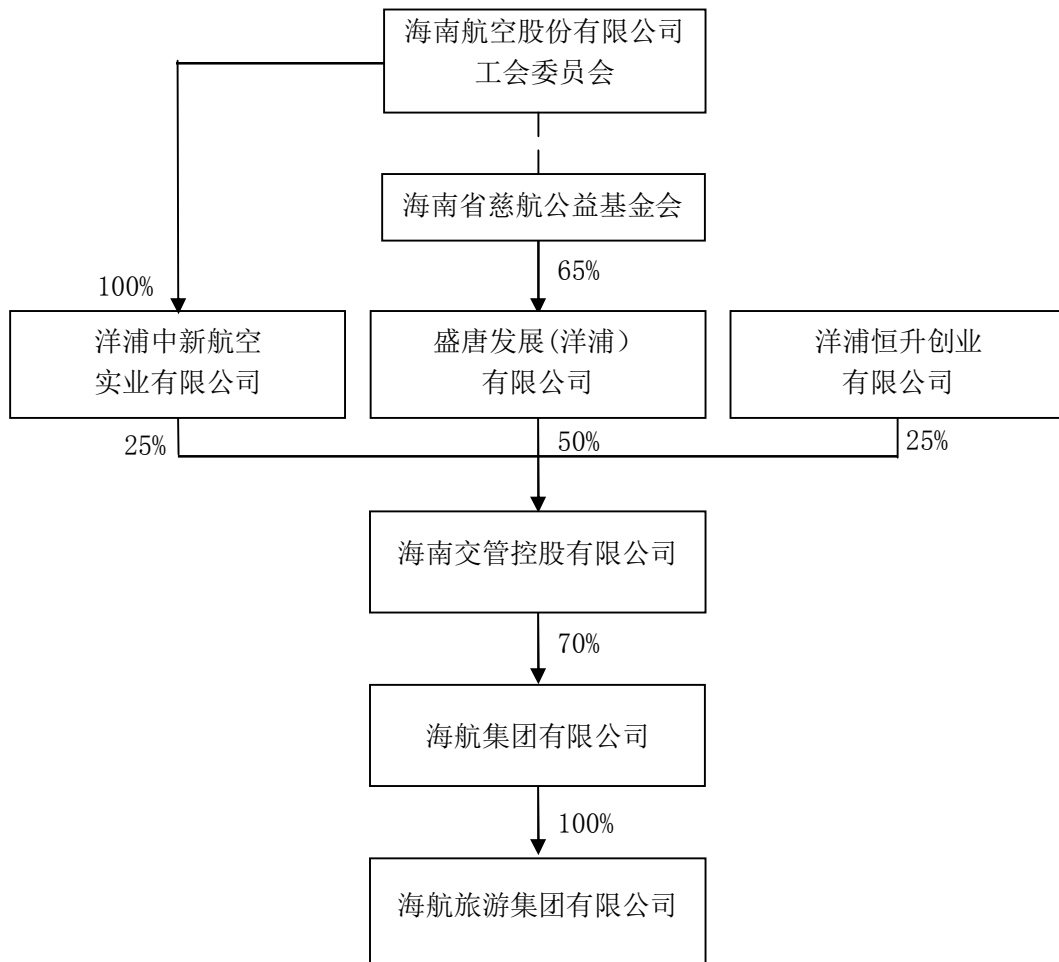 海南航空股份有限公司
工会委员会
海南省慈航公益基金会
65%
100%
洋浦中新航空
实业有限公司
盛唐发展(洋浦）
有限公司
洋浦恒升创业
有限公司
25%
50%
25%
海南交管控股有限公司
70%
海航集团有限公司
100%
海航旅游集团有限公司